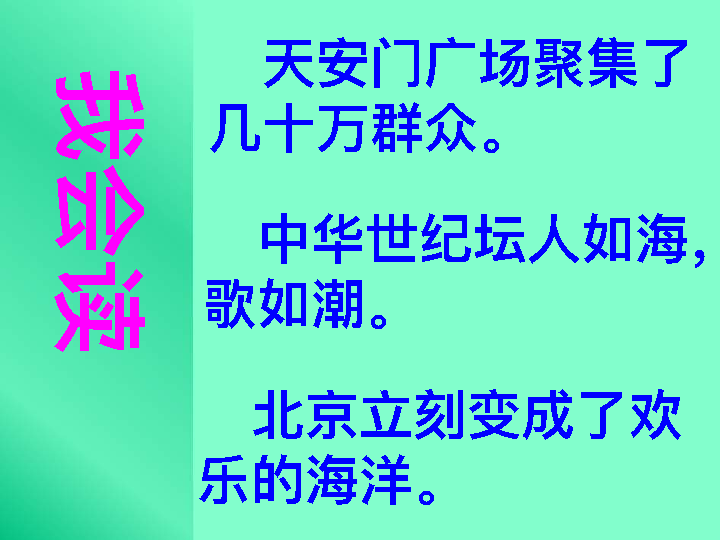 我会读
天安门广场聚集了
几十万群众。
中华世纪坛人如海，
歌如潮。
北京立刻变成了欢
乐的海洋。